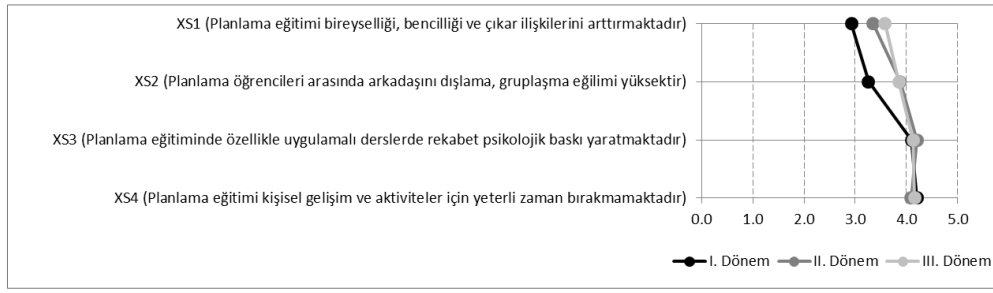 XS1 (Planlama eğitimi bireyselliği, bencilliği ve çıkar ilişkilerini arttırmaktadır)
XS2 (Planlama öğrencileri arasında arkadaşını dışlama, gruplaşma eğilimi yüksektir)
XS3 (Planlama eğitiminde özellikle uygulamalı derslerde rekabet psikolojik baskı yaratmaktadır)
XS4 (Planlama eğitimi kişisel gelişim ve aktiviteler için yeterli zaman bırakmamaktadır)
0.0 1.0 2.0 3.0 4.0 5.0
I. Dönem II. Dönem III. Dönem